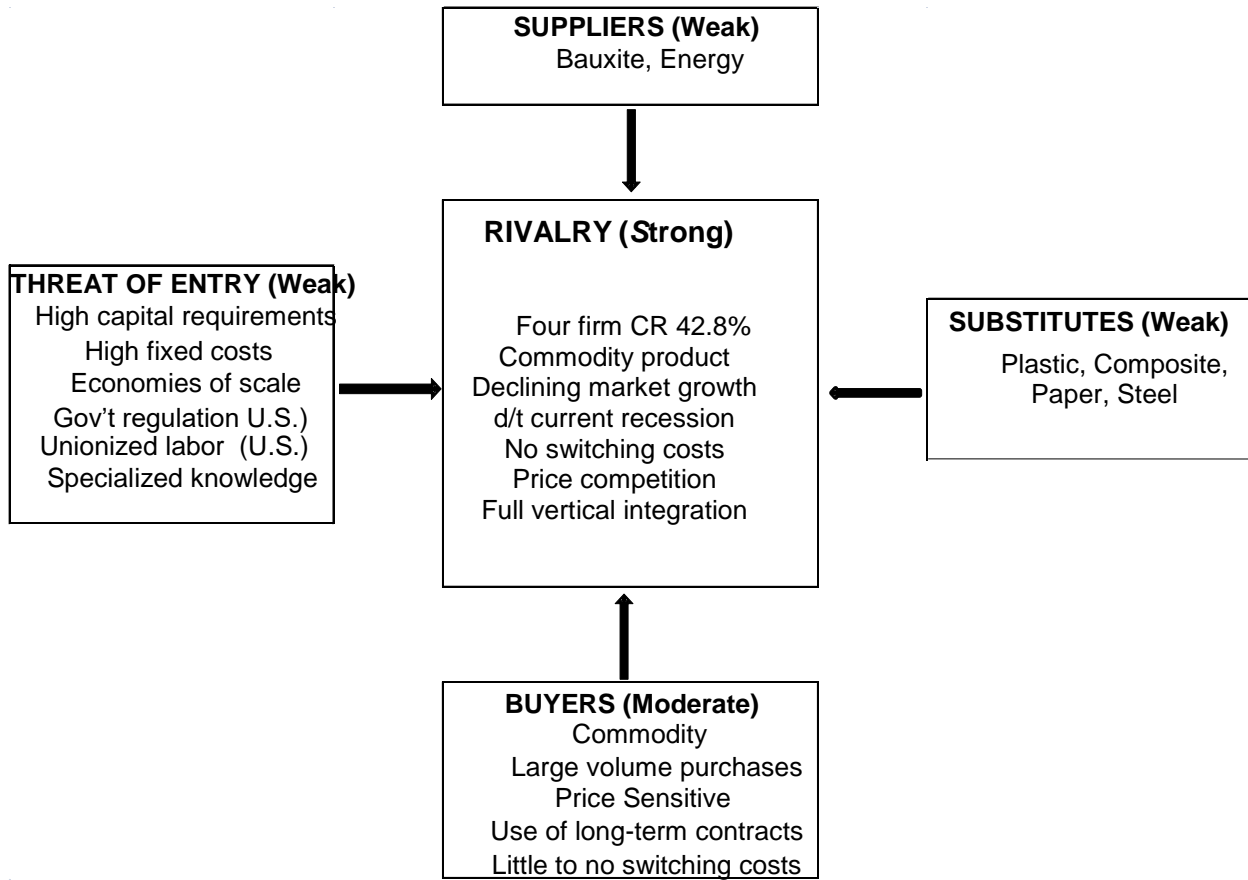 SUPPLIERS (Weak)
Bauxite, Energy
RIVALRY (Strong)
Four firm CR 42.8%
Commodity product
Declining market growth
d/t current recession
No switching costs
Price competition
Full vertical integration
THREAT OF ENTRY (Weak)
High capital requirements
High fixed costs
Economies of scale
Gov’t regulation U.S.)
Unionized labor (U.S.)
Specialized knowledge
SUBSTITUTES (Weak)
Plastic, Composite,
Paper, Steel
BUYERS (Moderate)
Commodity
Large volume purchases
Price Sensitive
Use of long-term contracts
Little to no switching costs